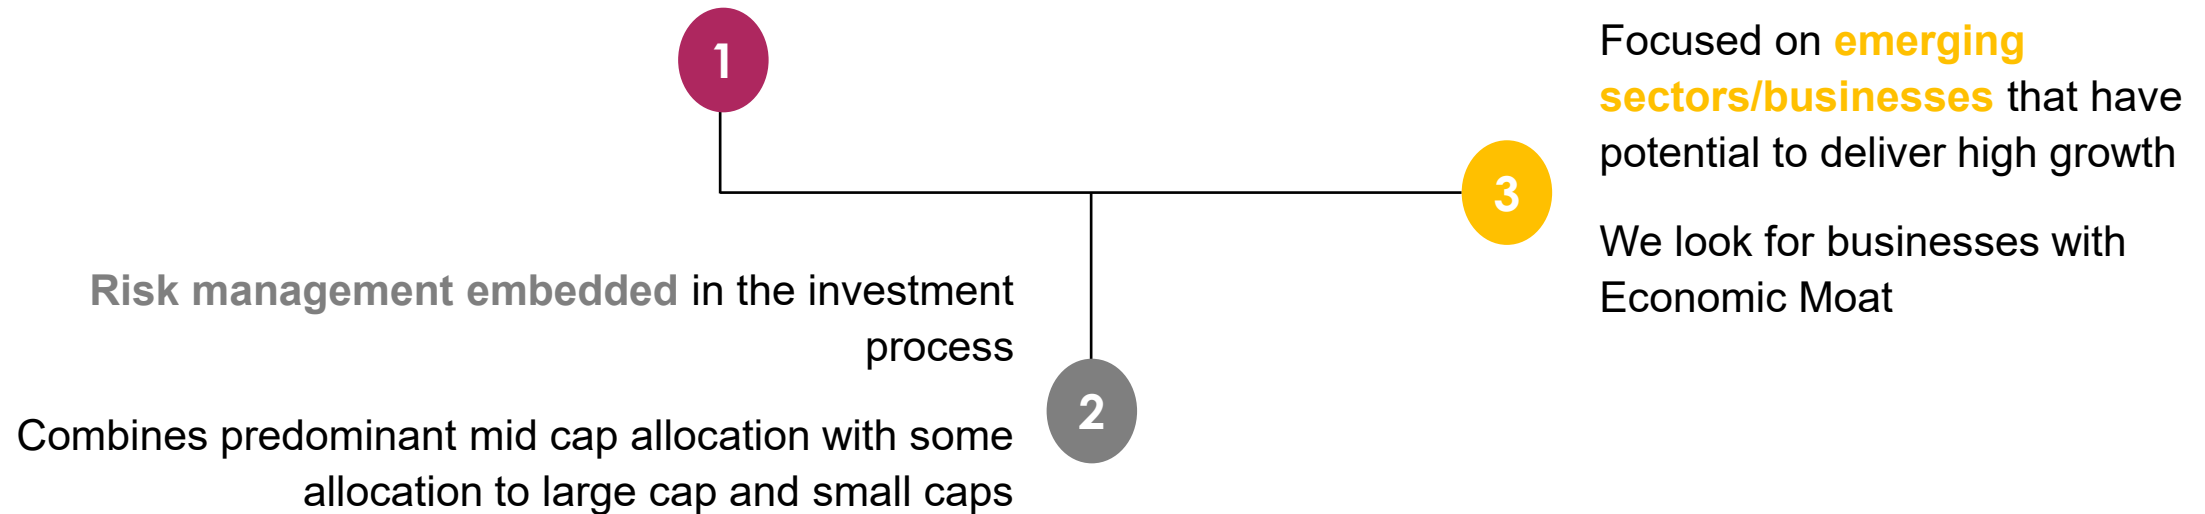 1
Focused on emerging
sectors/businesses that have
potential to deliver high growth
3
We look for businesses with
Economic Moat
Risk management embedded in the investment
process
2
Combines predominant mid cap allocation with some
allocation to large cap and small caps